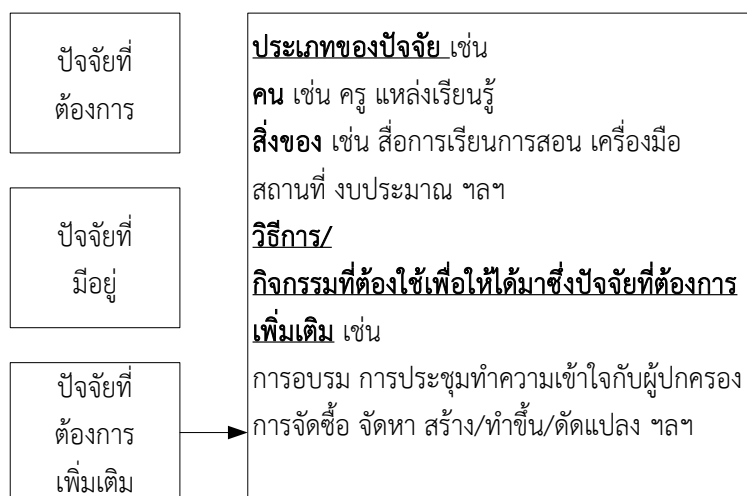 ปัจจัยที่
ต้องการ
ปัจจัยที่
มีอยู่
ปัจจัยที่
ต้องการ
เพิ่มเติม
ประเภทของปัจจัย เช่น
คน เช่น ครู แหล่งเรียนรู้
สิ่งของ เช่น สื่อการเรียนการสอน เครื่องมือ
สถานที่ งบประมาณ ฯลฯ
วิธีการ/
กิจกรรมที่ต้องใช้เพื่อให้ได้มาซึ่งปัจจัยที่ต้องการ
เพิ่มเติม เช่น
การอบรม การประชุมทำความเข้าใจกับผู้ปกครอง
การจัดซื้อ จัดหา สร้าง/ทำขึ้น/ดัดแปลง ฯลฯ